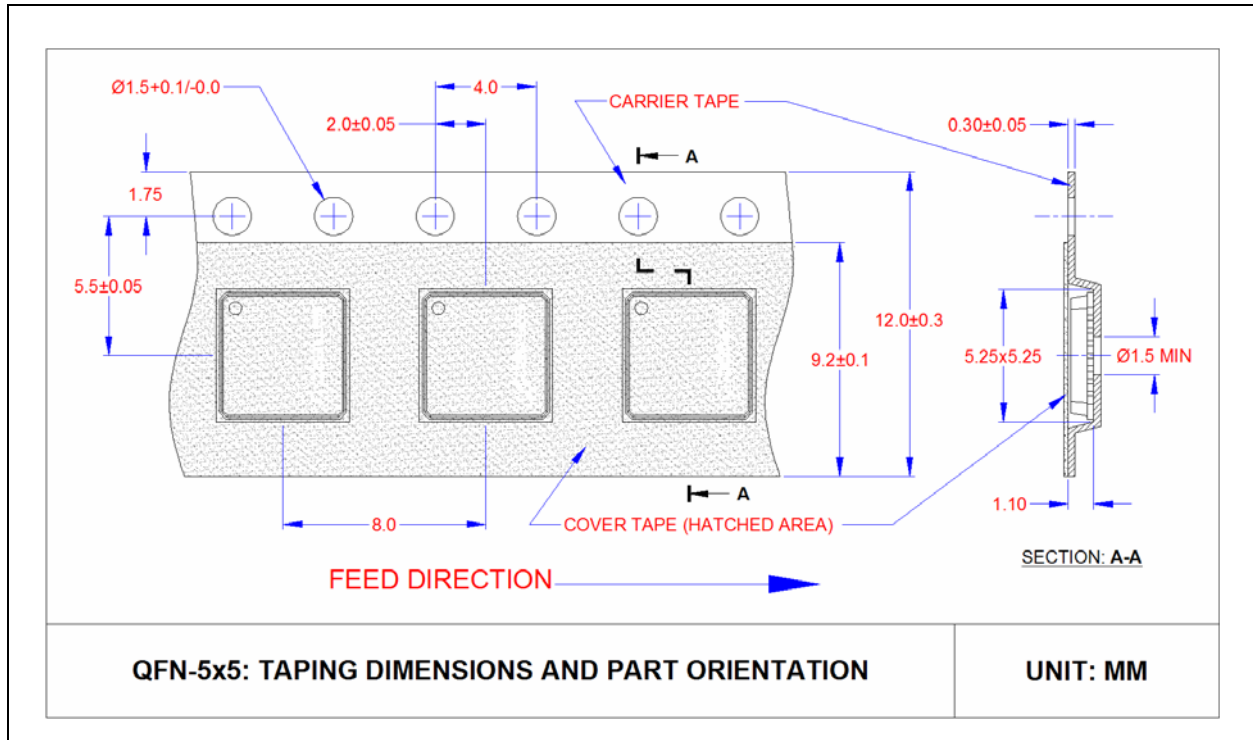 Ø1.5+0.1/-0.0
4.0
CARRIER TAPE
2.0±0.05
0.30±0.05
A
1.75
5.5±0.05
12.0±0.3
9.2±0.1
5.25x5.25
Ø1.5 MIN
A
1.10
8.0
COVER TAPE (HATCHED AREA)
SECTION: A-A
FEED DIRECTION
QFN-5x5: TAPING DIMENSIONS AND PART ORIENTATION
UNIT: MM